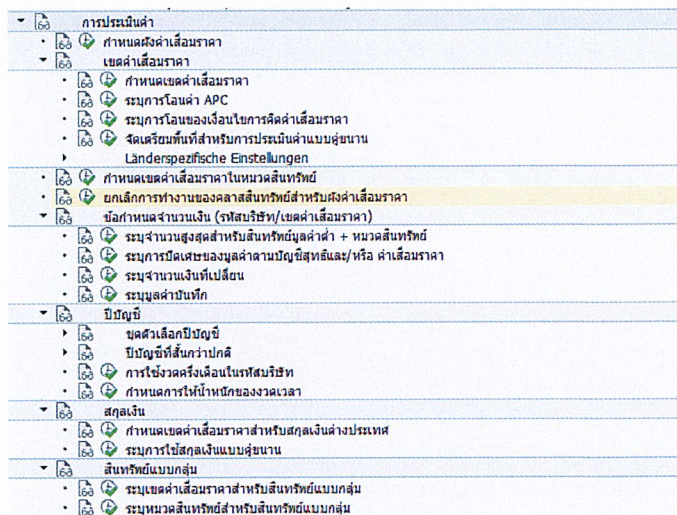 การประเมินค่า
กำหนดผังค่าเสื่อมราคา
เขตค่าเสื่อมราคา
กำหนดเขตค่าเสื่อมราคา
ระบุการโอนค่า APC
ระบุการโอนของเงื่อนไขการคิดค่าเสื่อมราคา
จัดเตรียมพื้นที่สำหรับการประเมินค่าแบบคู่ขนาน
Länderspezifische Einstellungen
กำหนดเขตค่าเสื่อมราคาในหมวดสินทรัพย์
ยกเลิกการทำงานของคลาสสินทรัพย์สำหรับผังค่าเสื่อมราคา
ข้อกำหนดจำนวนเงิน (รหัสบริษัท/เขตค่าเสื่อมราคา)
ระบุจำนวนสูงสุดสำหรับสินทรัพย์มูลค่าต่ำ + หมวดสินทรัพย์
ระบุการปัดเศษของมูลค่าตามบัญชีสุทธิและ/หรือ ค่าเสื่อมราคา
ระบุจำนวนเงินที่เปลี่ยน
ระบุมูลค่าบันทึก
ปีบัญชี
ชุดตัวเลือกปีบัญชี
ปีบัญชีที่สั้นกว่าปกติ
การใช้งวดครึ่งเดือนในรหัสบริษัท
กำหนดการให้น้ำหนักของงวดเวลา
สกุลเงิน
กำหนดเขตค่าเสื่อมราคาสำหรับสกุลเงินต่างประเทศ
ระบุการใช้สกุลเงินแบบคู่ขนาน
สินทรัพย์แบบกลุ่ม
ระบุเขตค่าเสื่อมราคาสำหรับสินทรัพย์แบบกลุ่ม
ระบุหมวดสินทรัพย์สำหรับสินทรัพย์แบบกลุ่ม